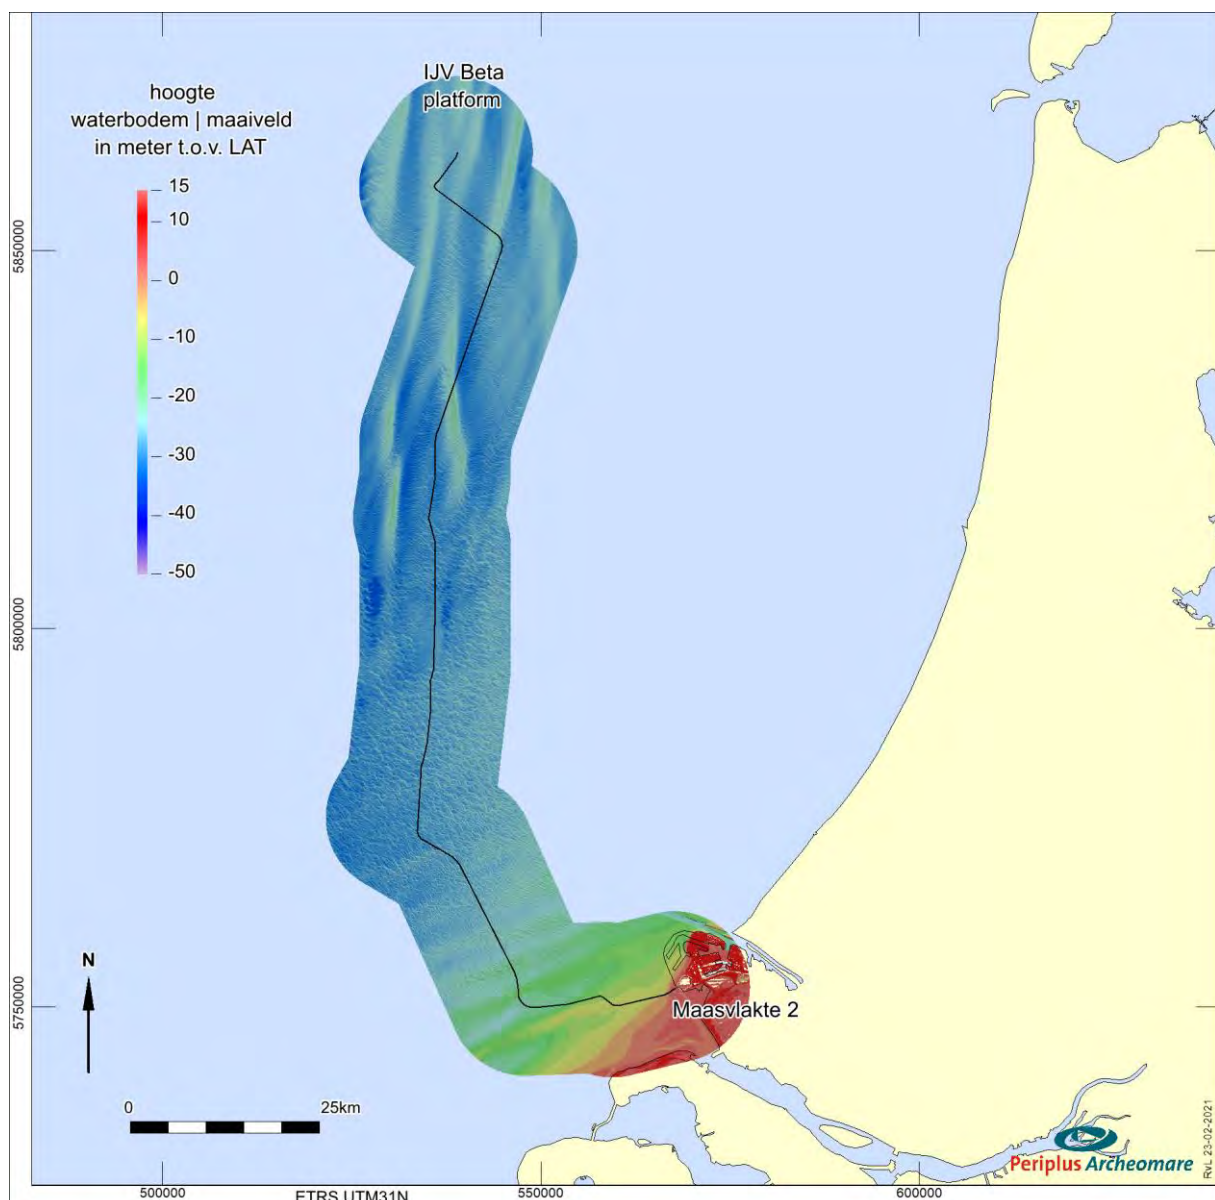 IJV Beta
platform
hoogte
waterbodem | maaiveld
in meter t.o.v. LAT
15
10
0
-10
-20
-30
-40
-50
5850000
5800000
5750000
N
Maasvlakte 2
0 25km
Periplus Archeomare
RvL 23-02-2021
500000 ETRS UTM31N 550000 600000